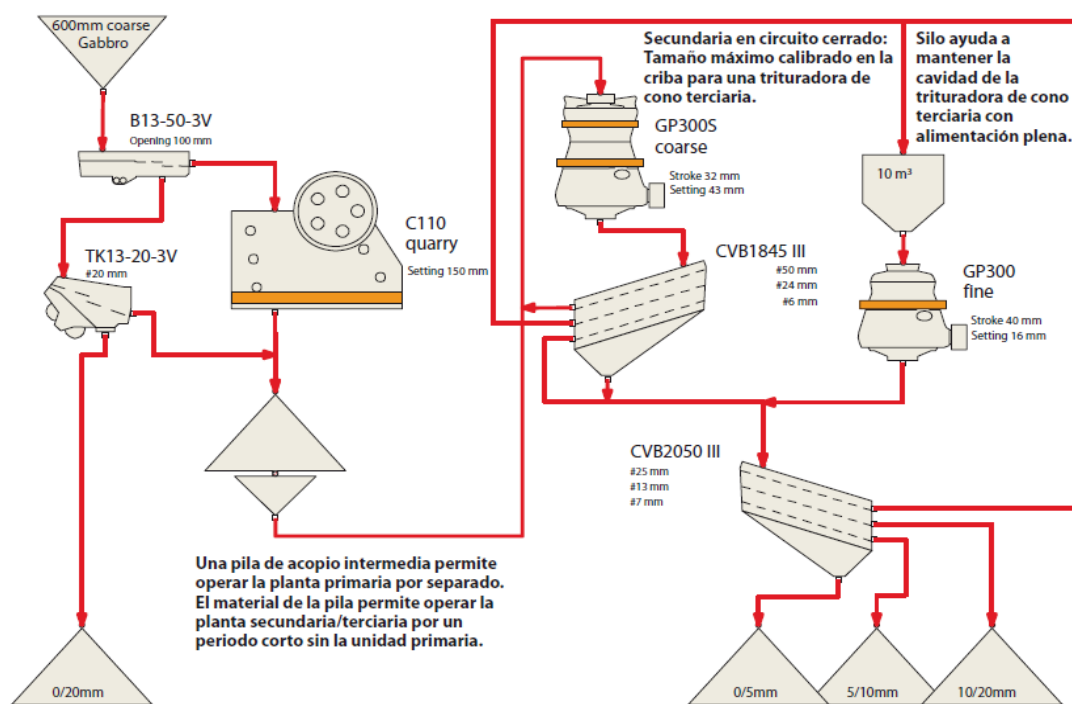 600mm coarse
Gabbro
B13-50-3V
Opening 100 mm
TK13-20-3V
#20 mm
C110
quarry
Setting 150 mm
Secundaria en circuito cerrado:
Tamaño máximo calibrado en la
criba para una trituradora de
cono terciaria.
Silo ayuda a
mantener la
cavidad de la
trituradora de cono
terciaria con
alimentación plena.
GP300S
coarse
Stroke 32 mm
Setting 43 mm
10 m³
CVB1845 III
#50 mm
#24 mm
#6 mm
GP300
fine
Stroke 40 mm
Setting 16 mm
CVB2050 III
#25 mm
#13 mm
#7 mm
Una pila de acopio intermedia permite
operar la planta primaria por separado.
El material de la pila permite operar la
planta secundaria/terciaria por un
periodo corto sin la unidad primaria.
0/20mm
0/5mm
5/10mm
10/20mm